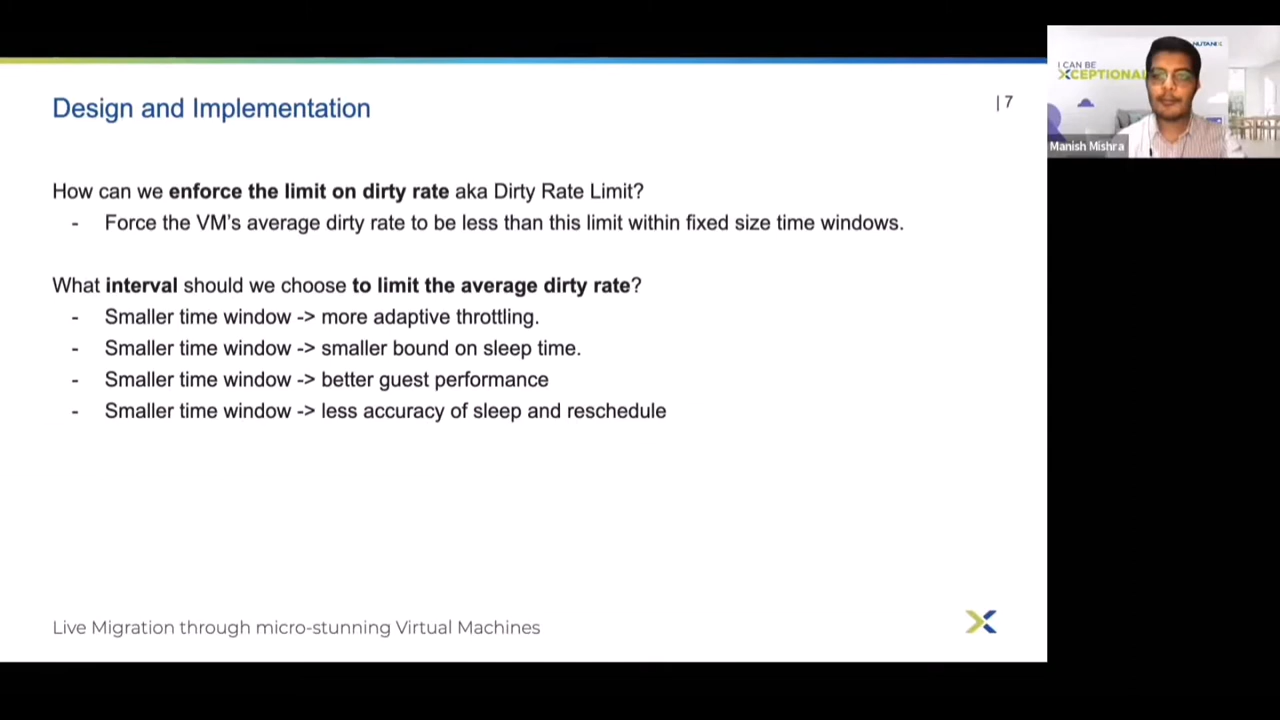 Design and Implementation
| 7
How can we enforce the limit on dirty rate aka Dirty Rate Limit?
- Force the VM's average dirty rate to be less than this limit within fixed size time windows.
What interval should we choose to limit the average dirty rate?
- Smaller time window -> more adaptive throttling.
- Smaller time window -> smaller bound on sleep time.
- Smaller time window -> better guest performance
- Smaller time window -> less accuracy of sleep and reschedule
Live Migration through micro-stunning Virtual Machines
NUTANIX
I CAN BE
XCEPTIONAL
Manish Mishra